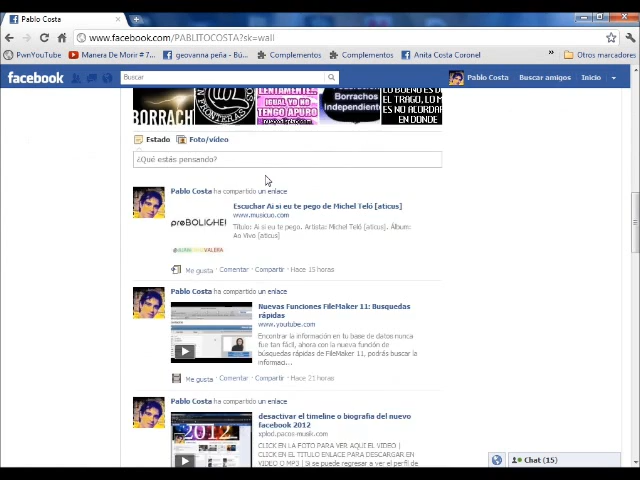 Pablo Costa
www.facebook.com/PABLITOCOSTA?sk=wall
PwnYouTube Manera De Morir # 7... geovanna peña - Bú... Complementos Complementos Anita Costa Coronel » Otros marcadores
facebook Buscar Pablo Costa Buscar amigos Inicio
BORRACH
FRONTERAS
LENTAMENTE:
IGUAL YO NO
TENGO APURO
Borrachos
Independiente
LO BUENO ES DE
EL TRAGO, LO M
ES NO ACORDAR
EN DONDE
Estado Foto/vídeo
¿Qué estás pensando?
Pablo Costa ha compartido un enlace
Escuchar Ai si eu te pego de Michel Teló [aticus]
www.musicuo.com
Título: Ai si eu te pego. Artista: Michel Teló [aticus]. Álbum:
Ao Vivo [aticus]
preBOLICHE!
Me gusta · Comentar · Compartir · Hace 15 horas
Pablo Costa ha compartido un enlace
Nuevas Funciones FileMaker 11: Busquedas
rápidas
www.youtube.com
Encontrar la información en tu base de datos nunca
fue tan fácil, ahora con la nueva función de
búsquedas rápidas de FileMaker 11, podrás buscar la
informaci...
Me gusta · Comentar · Compartir · Hace 21 horas
Pablo Costa ha compartido un enlace
desactivar el timeline o biografia del nuevo
facebook 2012
xplod.pacos-musik.com
CLICK EN LA FOTO PARA VER AQUI EL VIDEO |
CLICK EN EL TITULO ENLACE PARA DESCARGAR EN
VIDEO O MP3 | Si se puede regresar a ver el perfil de
2012
Chat (15)